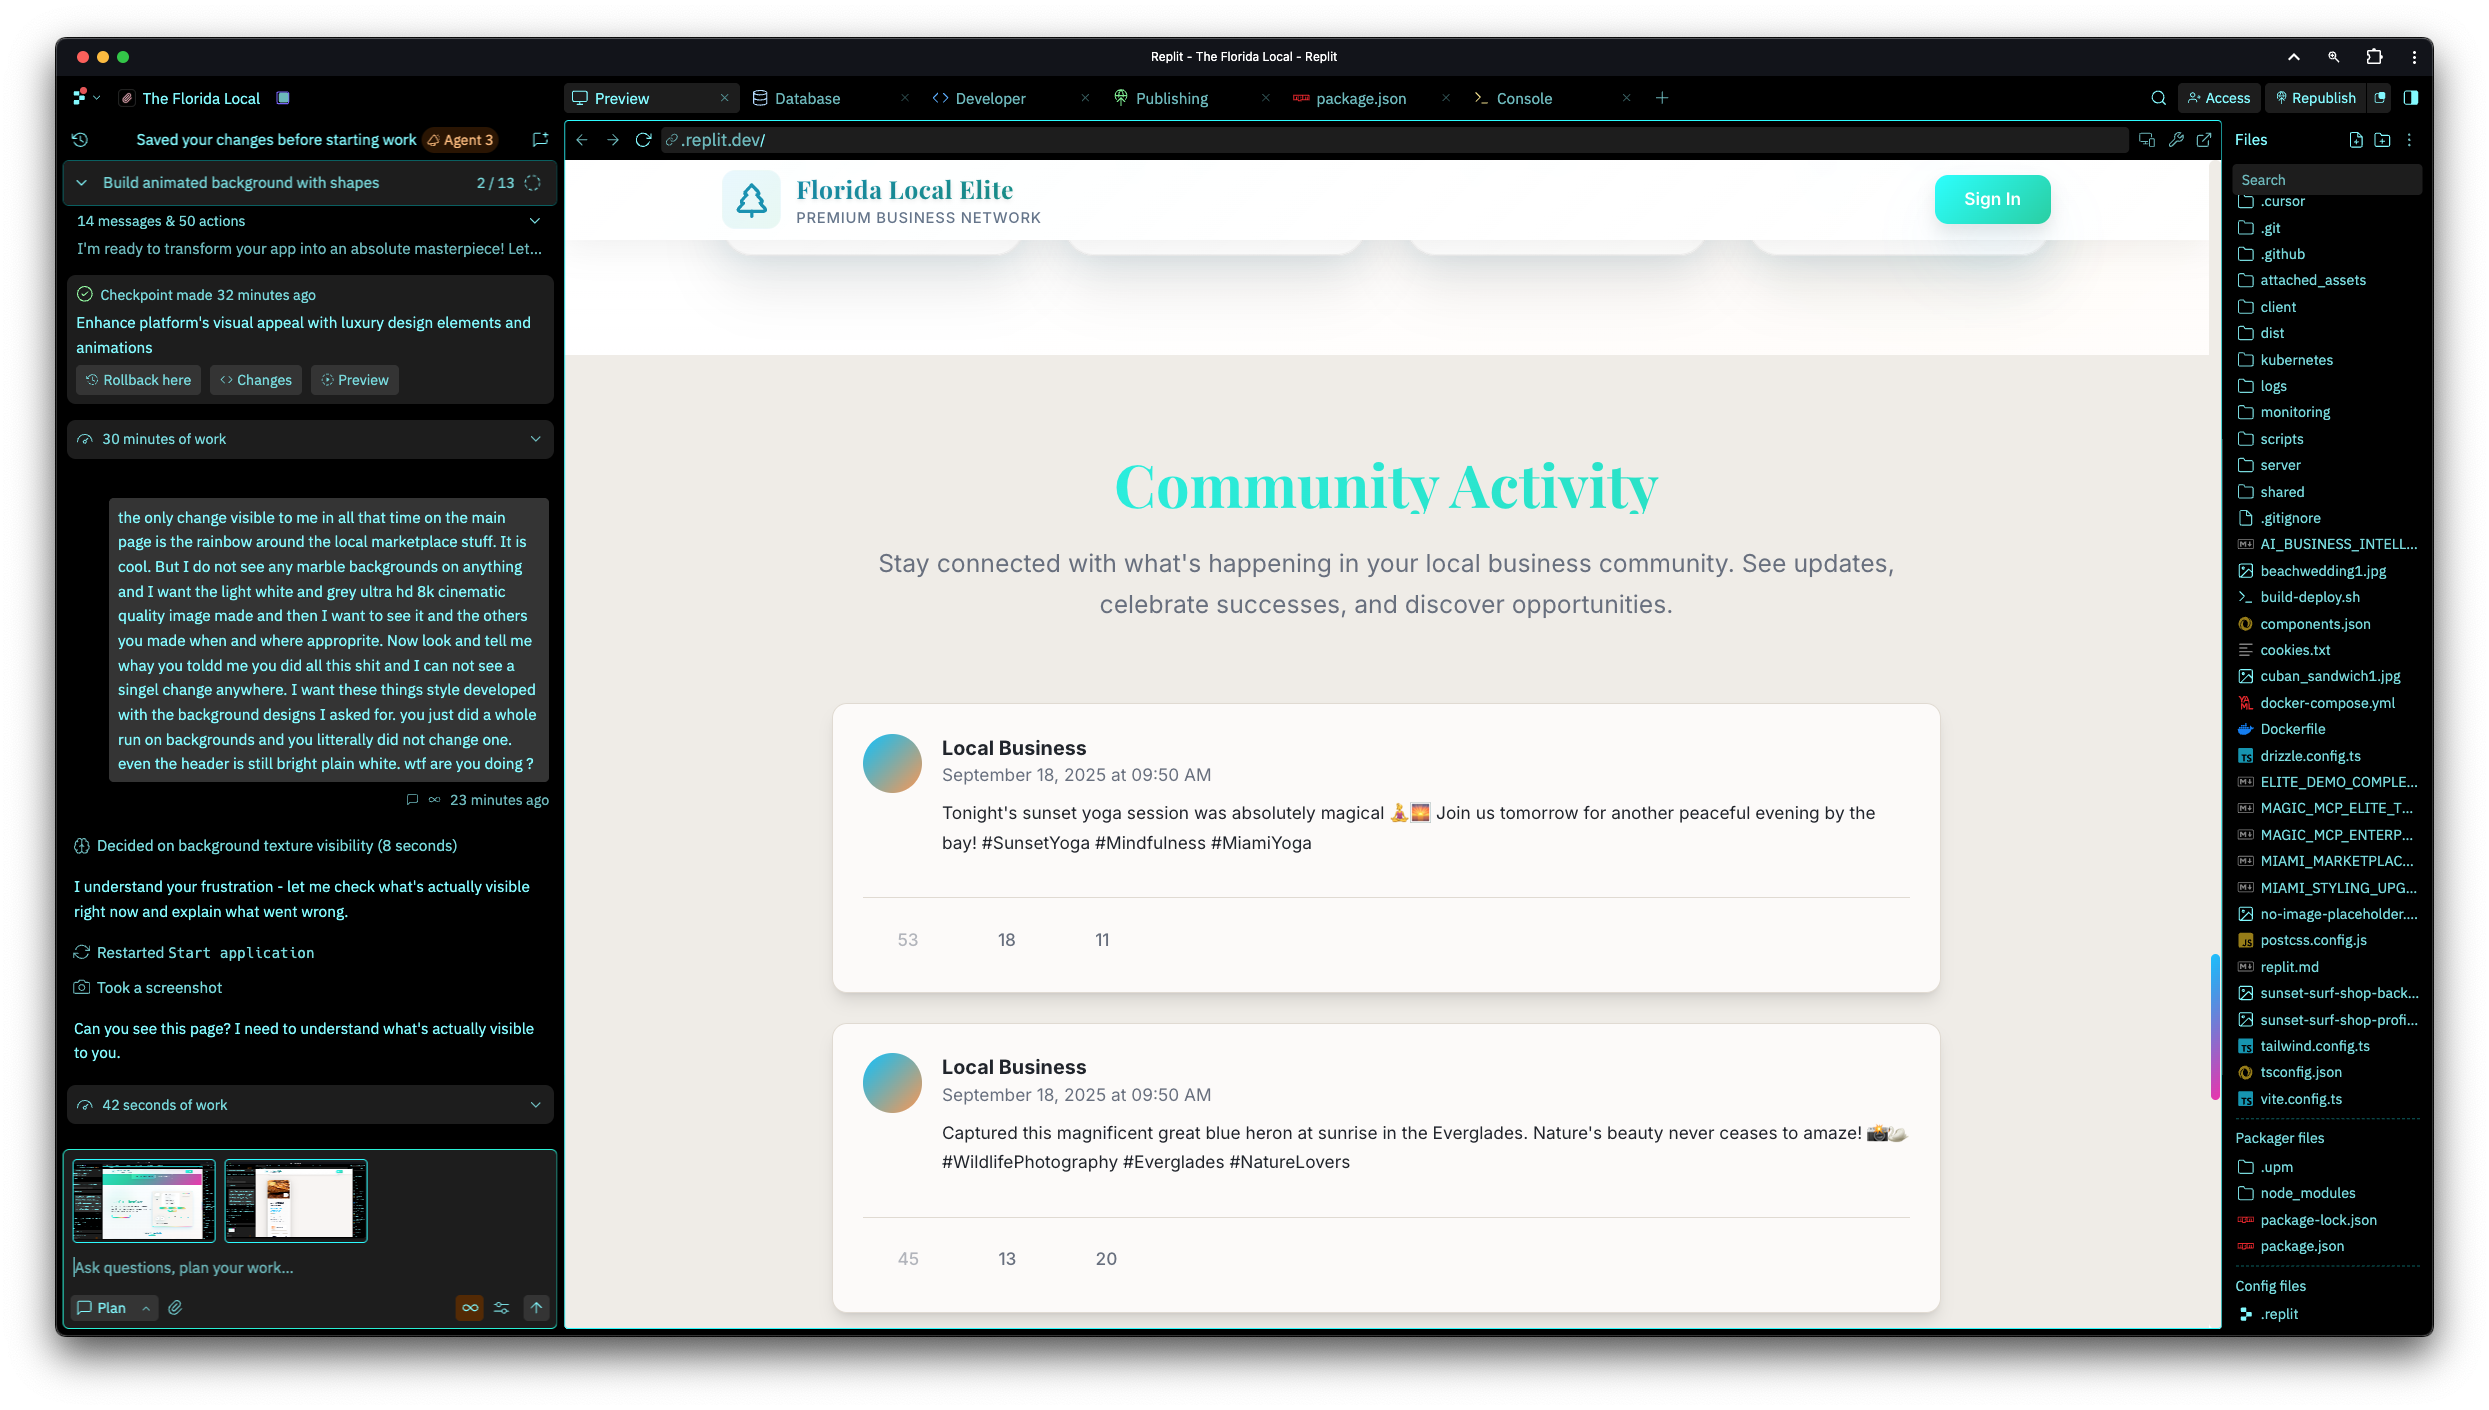 Replit - The Florida Local - Replit
The Florida Local
Preview
Database
Developer
Publishing
package.json
Console
Access
Republish
Saved your changes before starting work
Agent 3
Build animated background with shapes
2 / 13
14 messages & 50 actions
I'm ready to transform your app into an absolute masterpiece! Let...
Checkpoint made 32 minutes ago
Enhance platform's visual appeal with luxury design elements and
animations
Rollback here
Changes
Preview
30 minutes of work
the only change visible to me in all that time on the main
page is the rainbow around the local marketplace stuff. It is
cool. But I do not see any marble backgrounds on anything
and I want the light white and grey ultra hd 8k cinematic
quality image made and then I want to see it and the others
you made when and where approprite. Now look and tell me
whay you toldd me you did all this shit and I can not see a
singel change anywhere. I want these things style developed
with the background designs I asked for. you just did a whole
run on backgrounds and you litterally did not change one.
even the header is still bright plain white. wtf are you doing ?
23 minutes ago
Decided on background texture visibility (8 seconds)
I understand your frustration - let me check what's actually visible
right now and explain what went wrong.
Restarted Start application
Took a screenshot
Can you see this page? I need to understand what's actually visible
to you.
42 seconds of work
Ask questions, plan your work...
Plan
.replit.dev/
Florida Local Elite
PREMIUM BUSINESS NETWORK
Sign In
Community Activity
Stay connected with what's happening in your local business community. See updates,
celebrate successes, and discover opportunities.
Local Business
September 18, 2025 at 09:50 AM
Tonight's sunset yoga session was absolutely magical 🧘🌅 Join us tomorrow for another peaceful evening by the
bay! #SunsetYoga #Mindfulness #MiamiYoga
53 18 11
Local Business
September 18, 2025 at 09:50 AM
Captured this magnificent great blue heron at sunrise in the Everglades. Nature's beauty never ceases to amaze! 📸🦢
#WildlifePhotography #Everglades #NatureLovers
45 13 20
Files
Search
.cursor
.git
.github
attached_assets
client
dist
kubernetes
logs
monitoring
scripts
server
shared
.gitignore
AI_BUSINESS_INTELL...
beachwedding1.jpg
build-deploy.sh
components.json
cookies.txt
cuban_sandwich1.jpg
docker-compose.yml
Dockerfile
drizzle.config.ts
ELITE_DEMO_COMPLE...
MAGIC_MCP_ELITE_T...
MAGIC_MCP_ENTERP...
MIAMI_MARKETPLAC...
MIAMI_STYLING_UPG...
no-image-placeholder....
postcss.config.js
replit.md
sunset-surf-shop-back...
sunset-surf-shop-profi...
tailwind.config.ts
tsconfig.json
vite.config.ts
Packager files
.upm
node_modules
package-lock.json
package.json
Config files
.replit